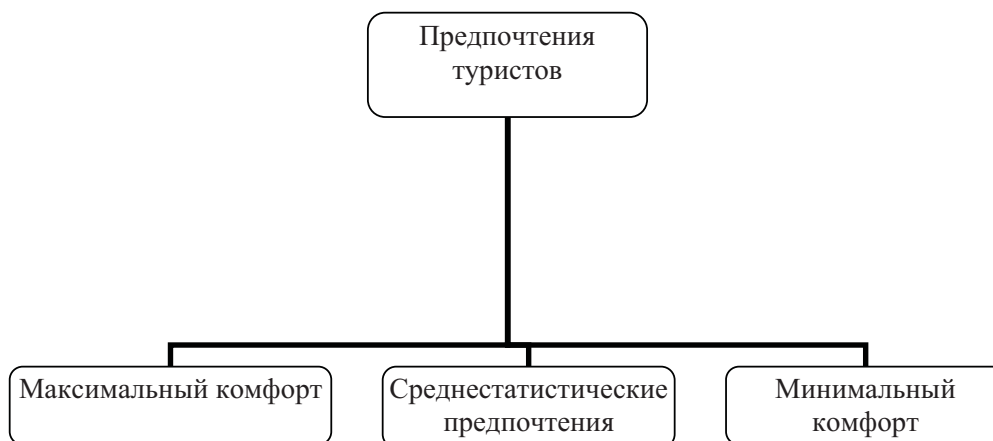 Предпочтения
туристов
Максимальный комфорт
Среднестатистические
предпочтения
Минимальный
комфорт